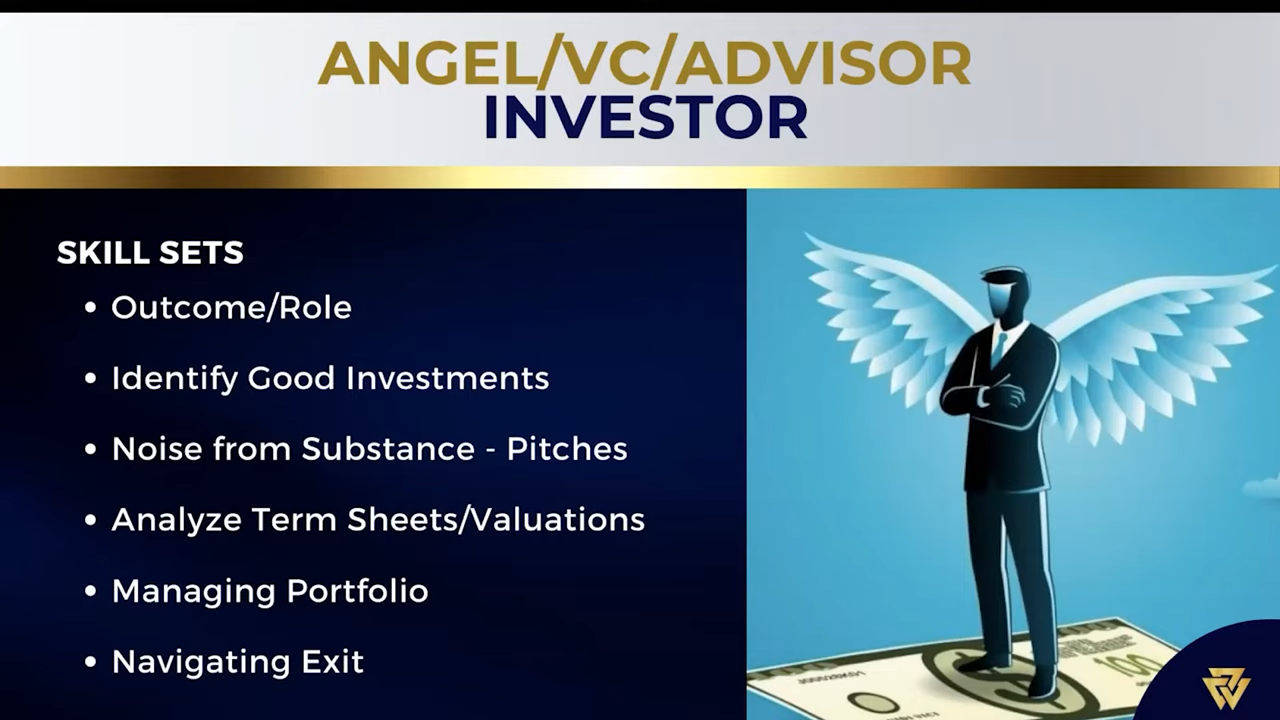 ANGEL/VC/ADVISOR
INVESTOR
SKILL SETS
• Outcome/Role
• Identify Good Investments
• Noise from Substance - Pitches
• Analyze Term Sheets/Valuations
• Managing Portfolio
• Navigating Exit
100